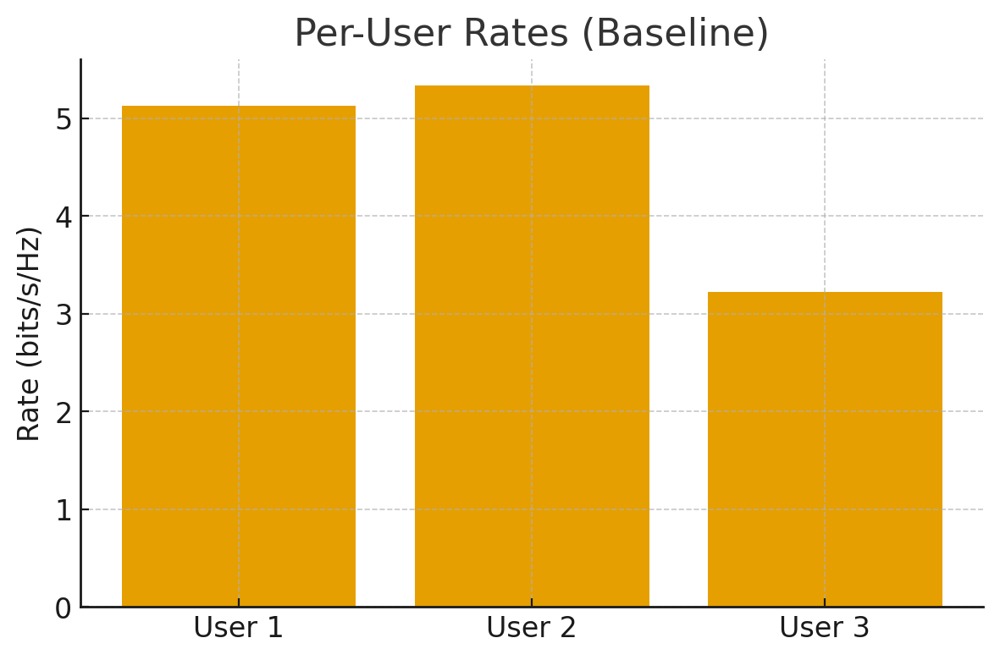 Per-User Rates (Baseline)
Rate (bits/s/Hz)
5
4
3
2
1
0
User 1
User 2
User 3